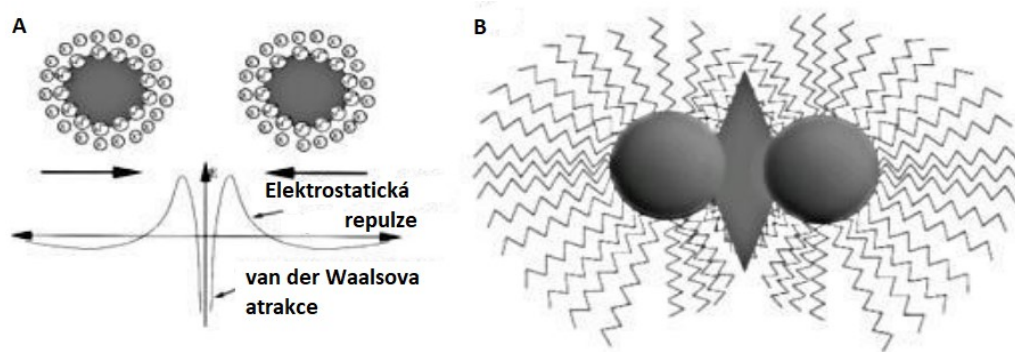 A
B
Elektrostatická
repulze
van der Waalsova
atrakce